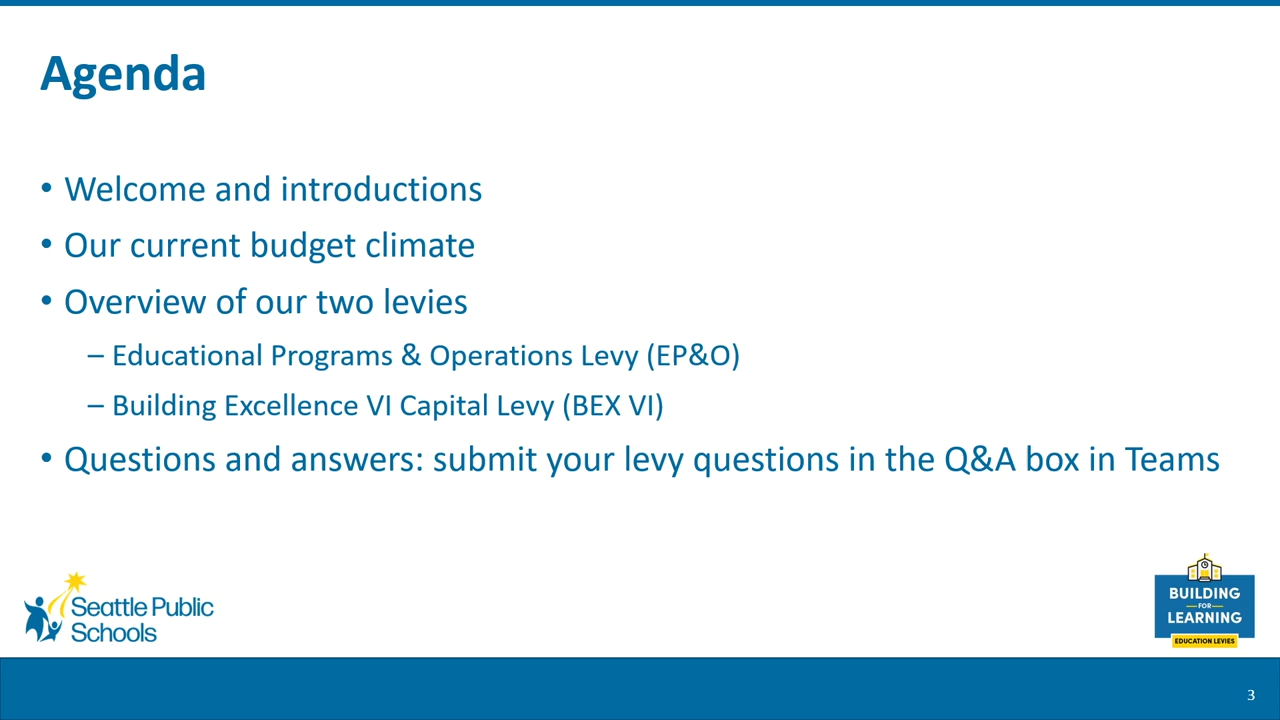 Agenda
• Welcome and introductions
• Our current budget climate
• Overview of our two levies
– Educational Programs & Operations Levy (EP&O)
– Building Excellence VI Capital Levy (BEX VI)
• Questions and answers: submit your levy questions in the Q&A box in Teams
Seattle Public
Schools
BUILDING
FOR
LEARNING
EDUCATION LEVIES
3